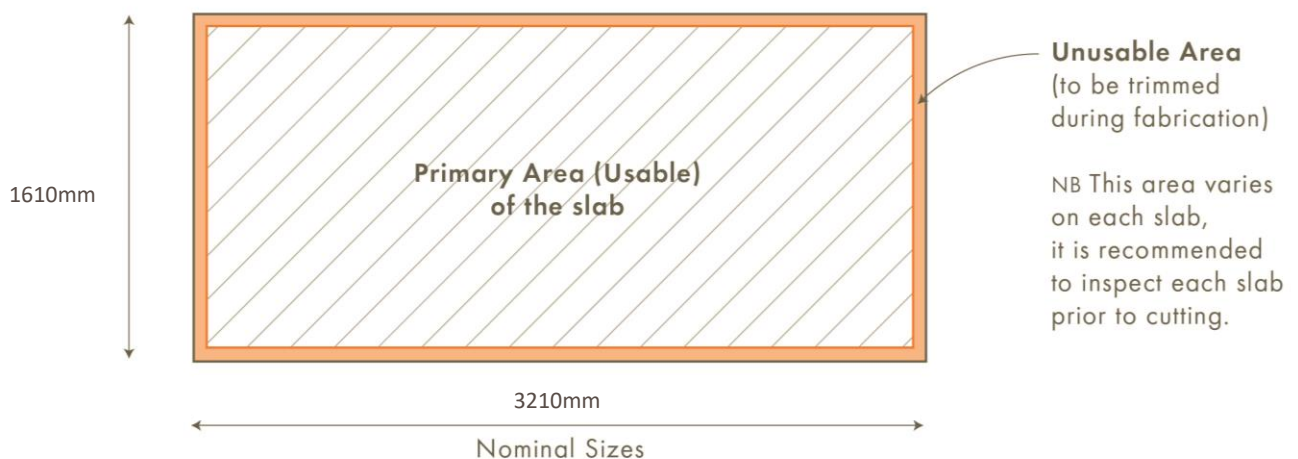 Unusable Area
(to be trimmed
during fabrication)
Primary Area (Usable)
of the slab
1610mm
NB This area varies
on each slab,
it is recommended
to inspect each slab
prior to cutting.
3210mm
Nominal Sizes